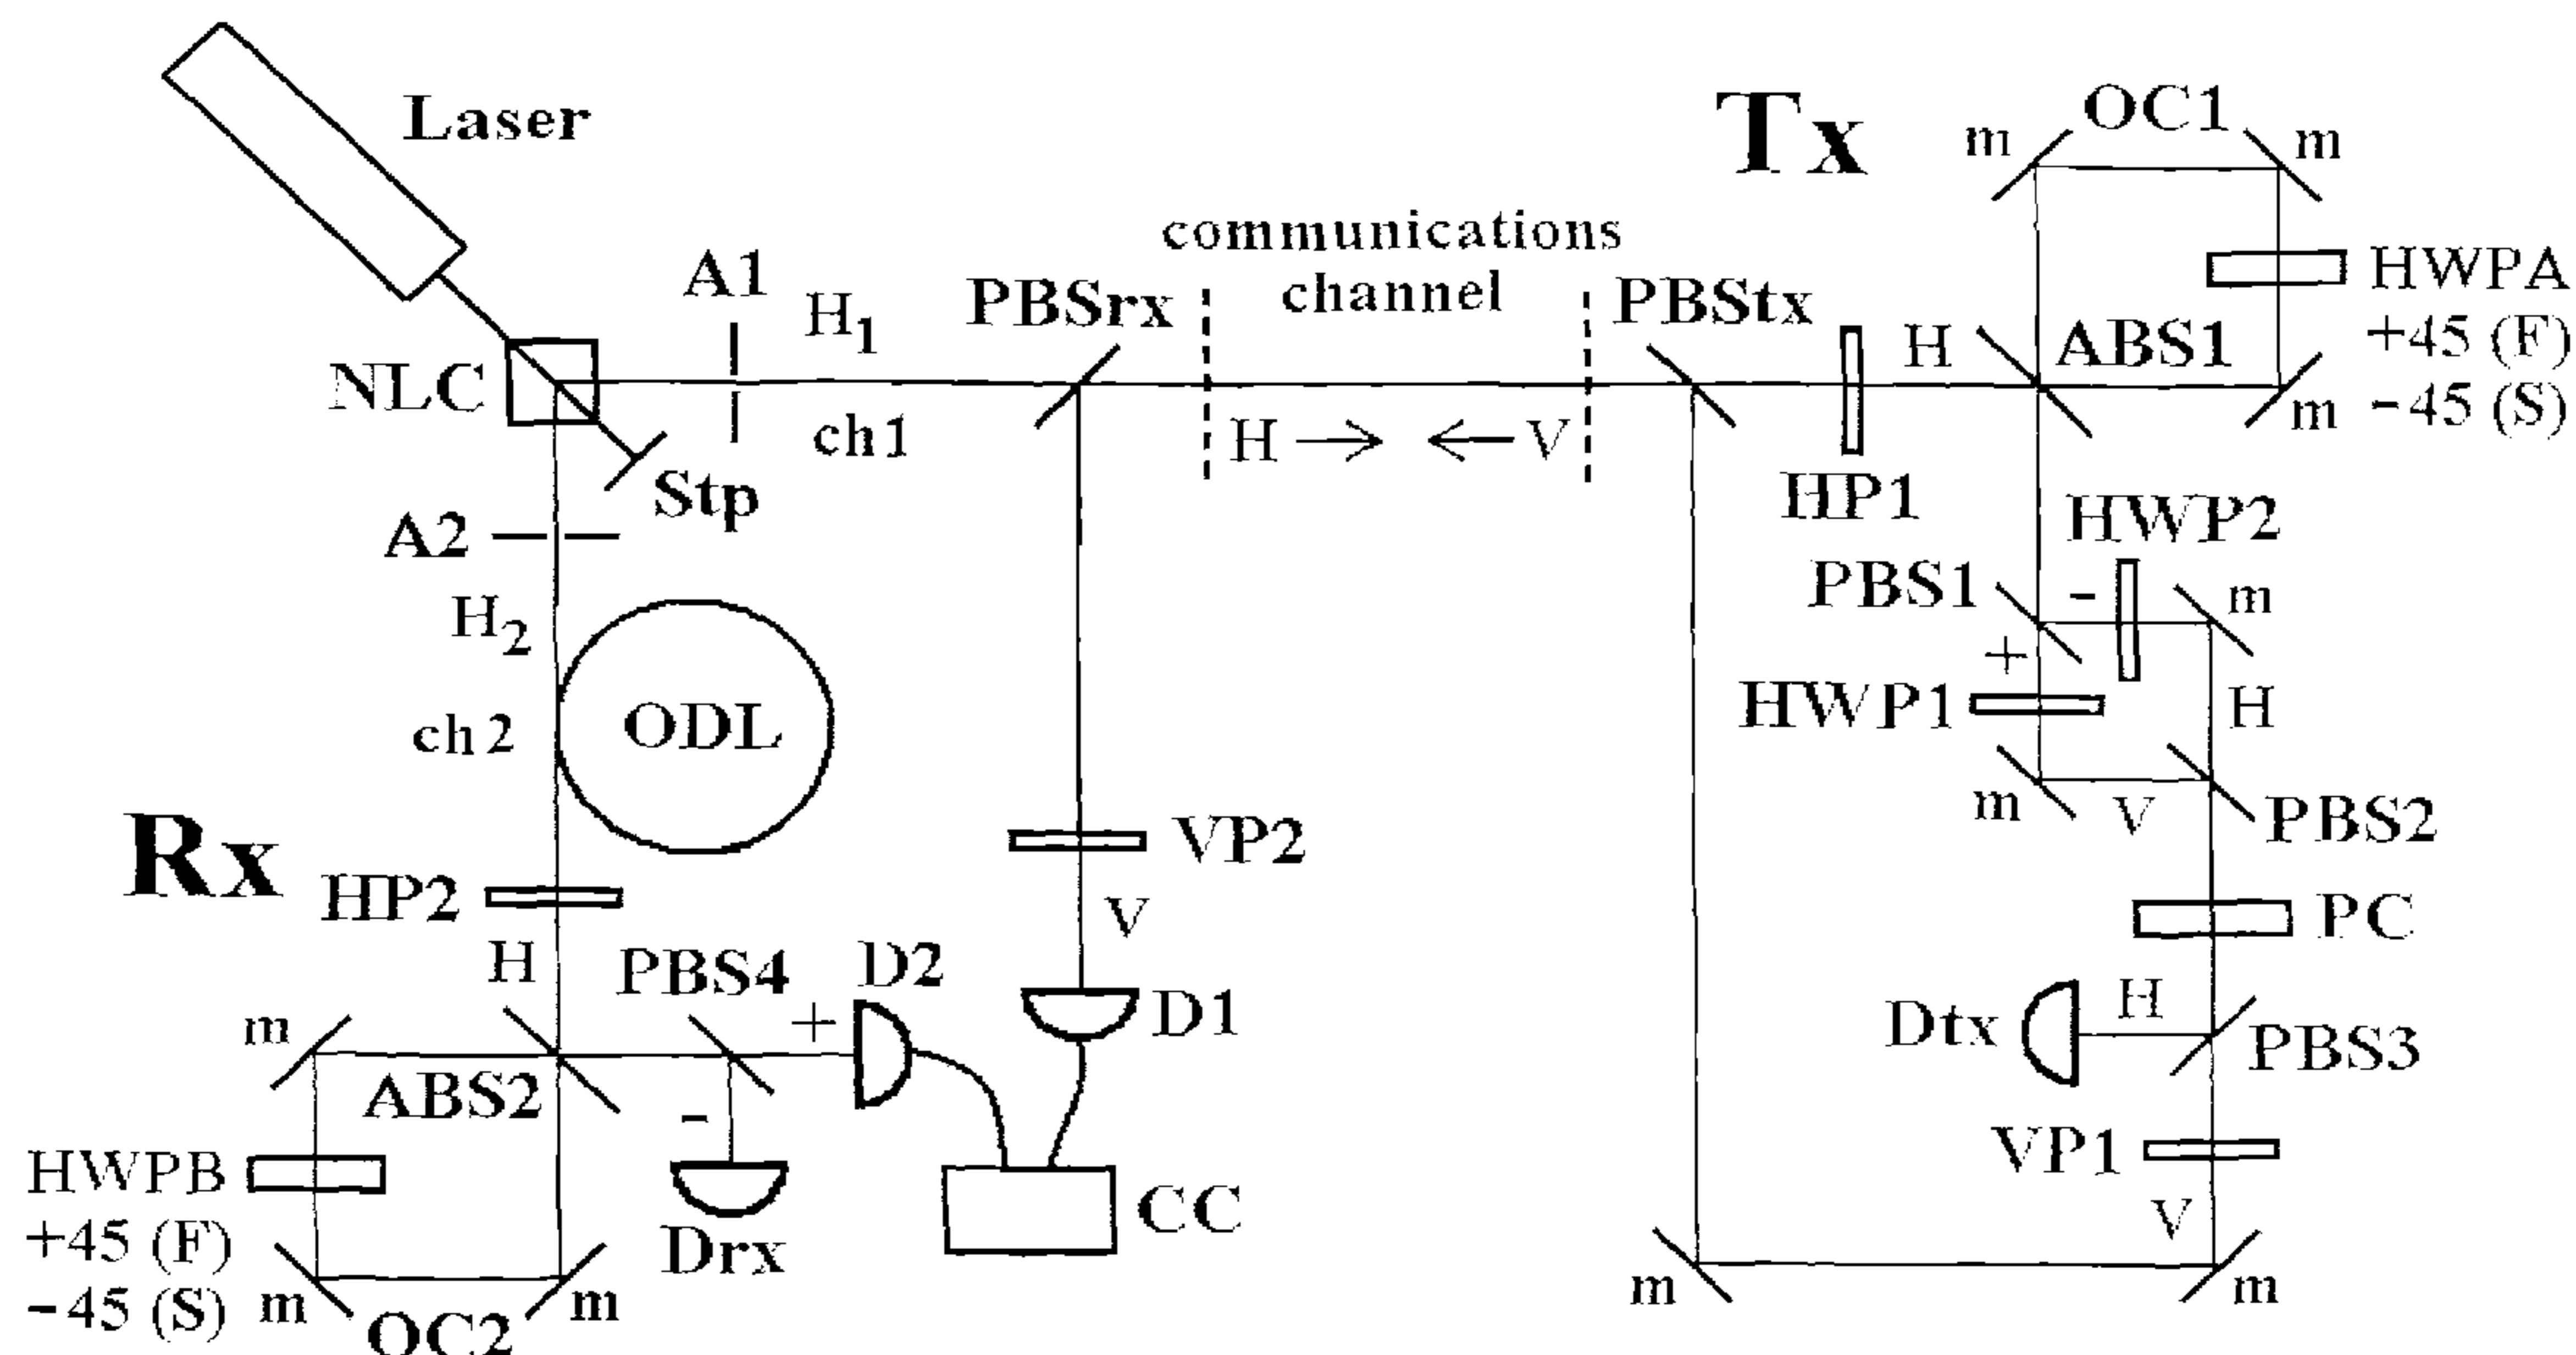 Laser
Tx
OC1
m
m
communications
channel
A1
H1
PBSrx
PBStx
HWPA
+45 (F)
-45 (S)
H
ABS1
NLC
ch1
H → ← V
m
Stp
HP1
A2
HWP2
PBS1
-
m
H2
+
HWP1
H
ch2
ODL
m
V
PBS2
Rx
VP2
HP2
V
PC
H
PBS4
D2
+
D1
Dtx
H
PBS3
m
ABS2
-
VP1
HWPB
+45 (F)
-45 (S)
CC
V
Drx
m
OC2
m
m
m